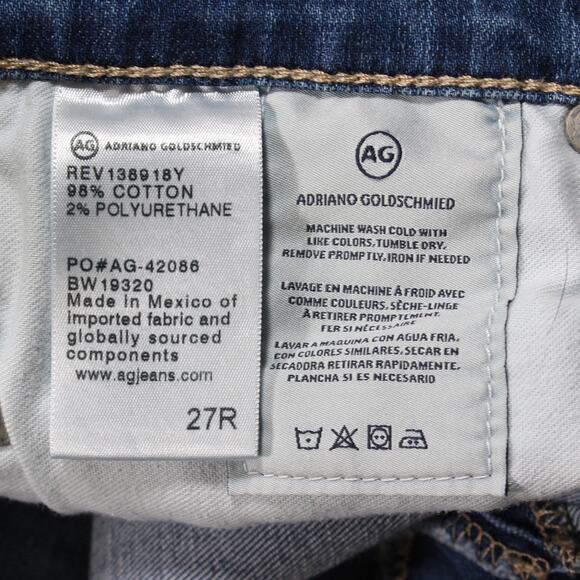 AG ADRIANO GOLDSCHMIED
REV138918Y
98% COTTON
2% POLYURETHANE
PO#AG-42086
BW19320
Made in Mexico of
imported fabric and
globally sourced
components
www.agjeans.com
27R
AG
ADRIANO GOLDSCHMIED
MACHINE WASH COLD WITH
LIKE COLORS, TUMBLE DRY,
REMOVE PROMPTLY, IRON IF NEEDED
LAVAGE EN MACHINE À FROID AVEC
COMME COULEURS, SÈCHE-LINGE
À RETIRER PROMPTEMENT,
FER SI NÉCESSAIRE
LAVAR A MAQUINA CON AGUA FRIA,
CON COLORES SIMILARES, SECAR EN
SECADORA RETIRAR RAPIDAMENTE,
PLANCHA SI ES NECESARIO